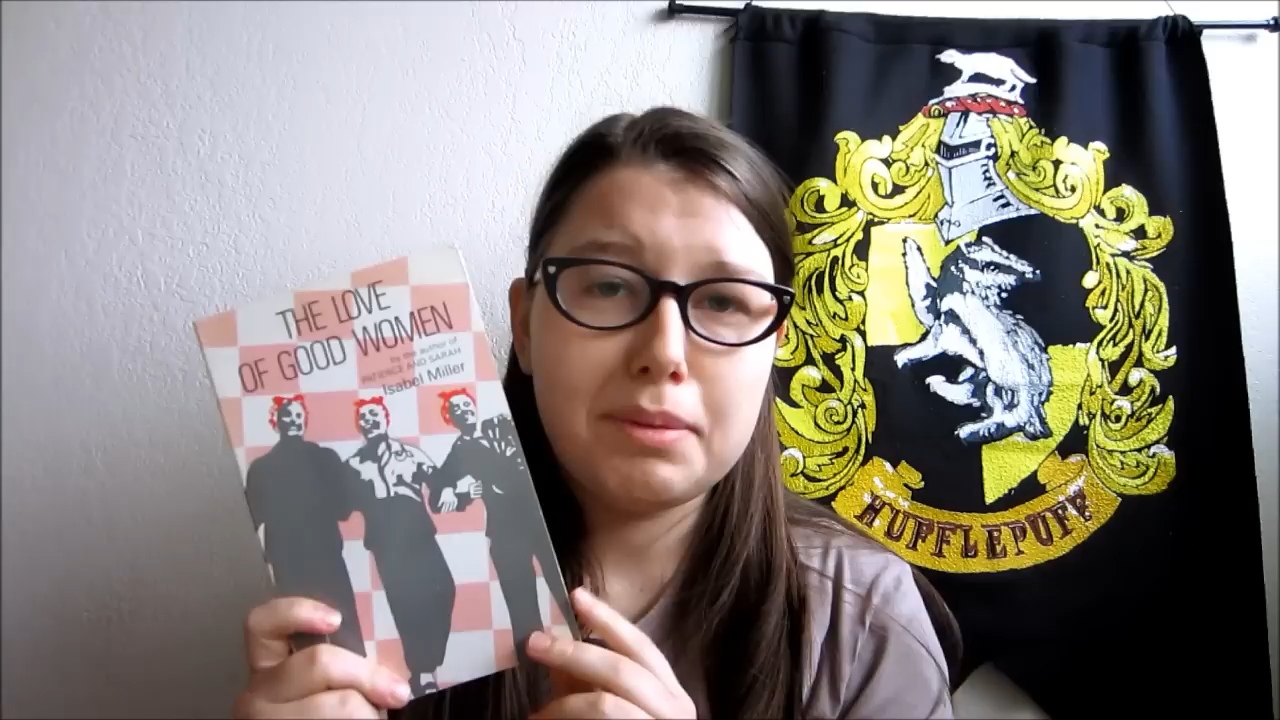 THE LOVE
OF GOOD WOMEN
by the author of
PATIENCE AND SARAH
Isabel Miller
HUFFLEPUFF